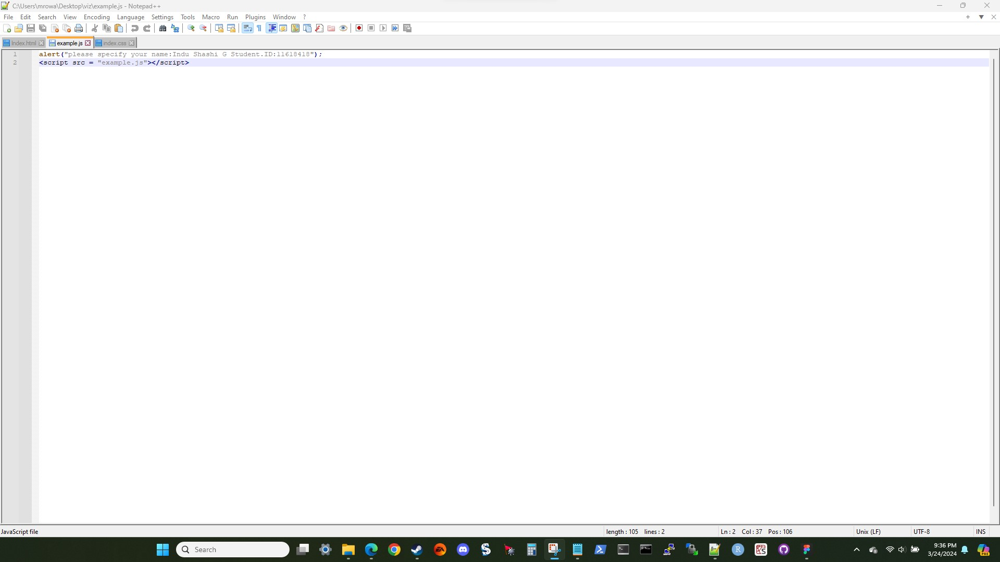 C:\Users\mrowa\Desktop\viz\example.js - Notepad++
File Edit Search View Encoding Language Settings Tools Macro Run Plugins Window ?
Index.html example.js index.css
1 alert("please specify your name:Indu Shashi G Student.ID:11618418");
2 <script src = "example.js"></script>
JavaScript file length : 105 lines : 2 Ln : 2 Col : 37 Pos : 106 Unix (LF) UTF-8 INS
Search
9:36 PM
3/24/2024